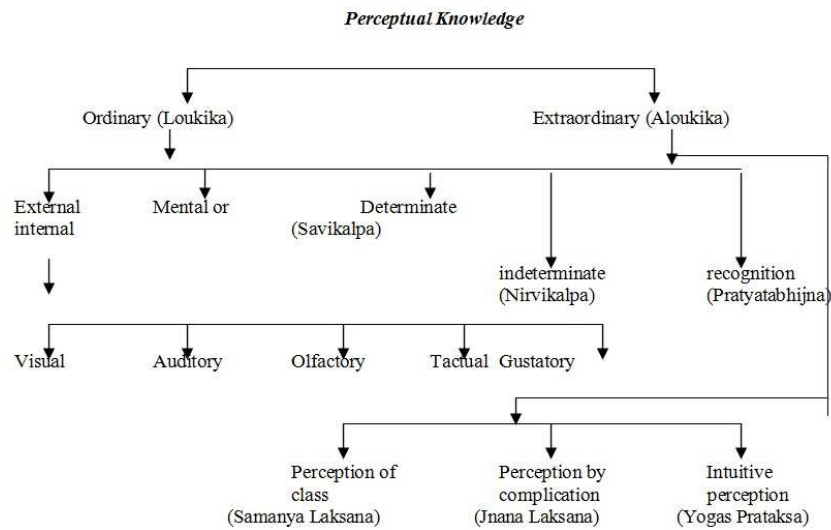 Perceptual Knowledge
Ordinary (Loukika) Extraordinary (Aloukika)
External Mental or Determinate
internal (Savikalpa)
indeterminate recognition
(Nirvikalpa) (Pratyatabhijna)
Visual Auditory Olfactory Tactual Gustatory
Perception of Perception by Intuitive
class complication perception
(Samanya Laksana) (Jnana Laksana) (Yogas Prataksa)